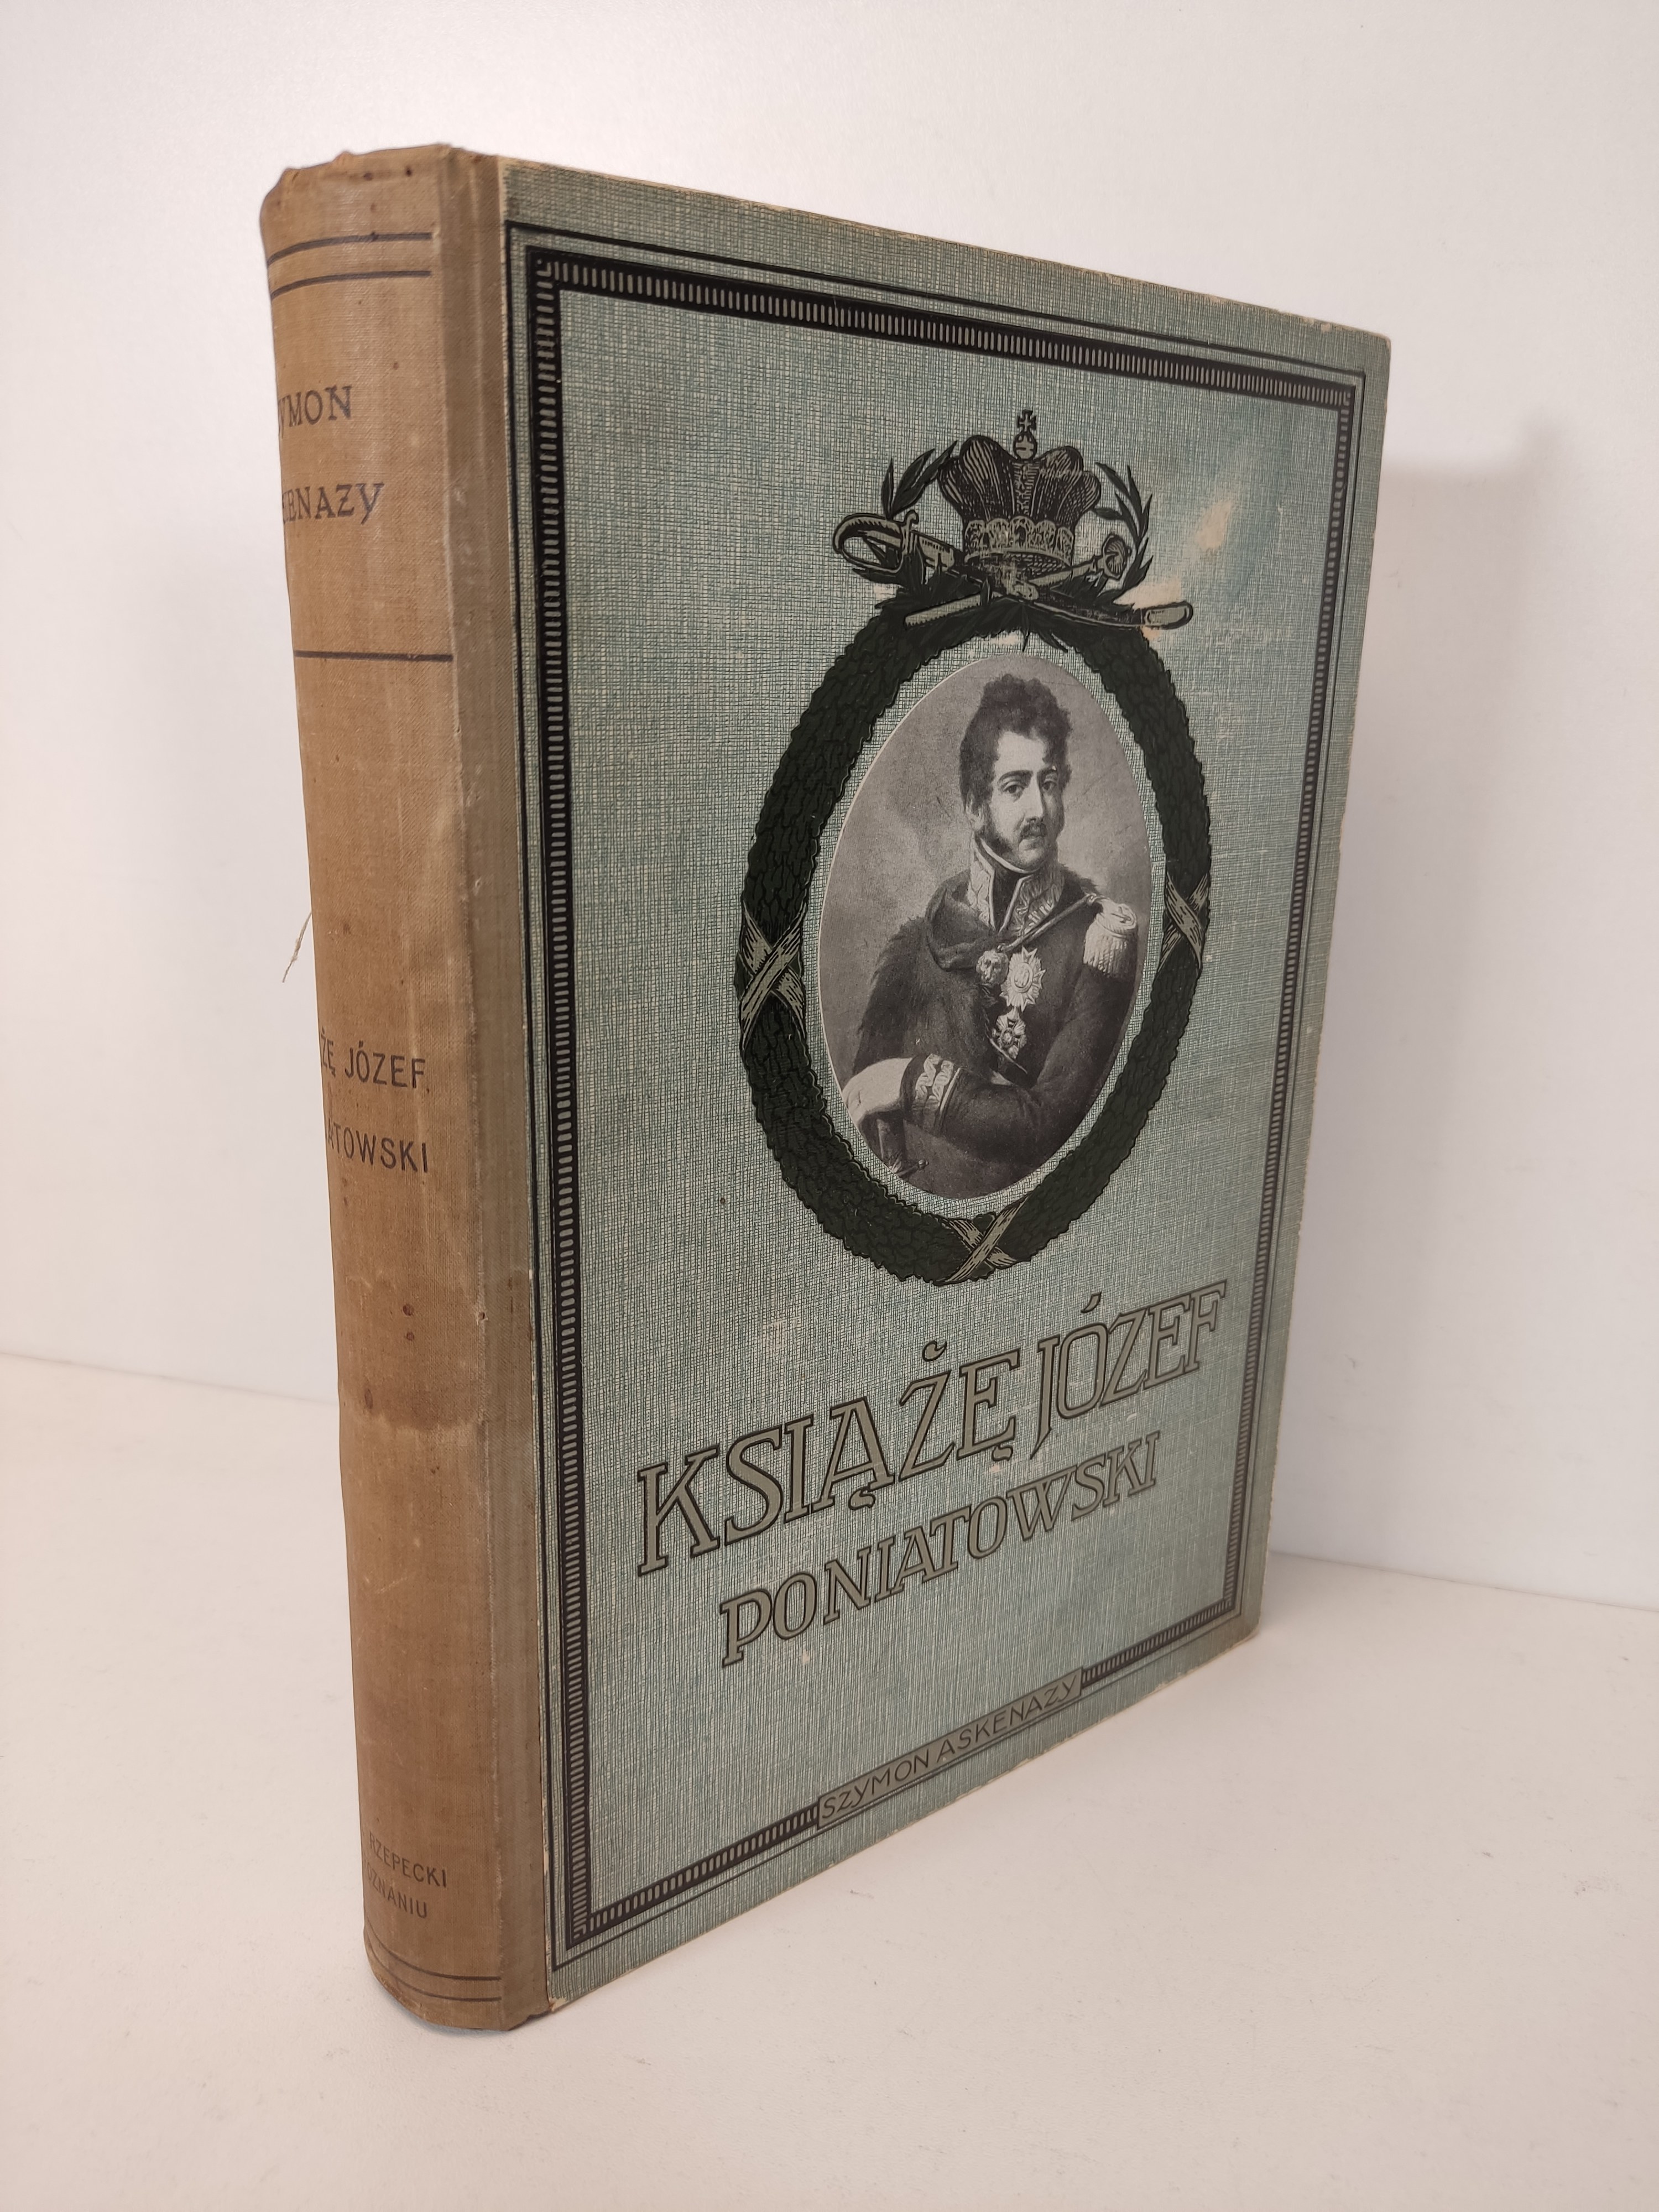 YMON
KENAZY
ŻĘ JÓZEF.
ATOWSKI
RZEPECKI
OZNANIU
KSIĄŻĘ JÓZEF
PONIATOWSKI
SZYMON ASKENAZY